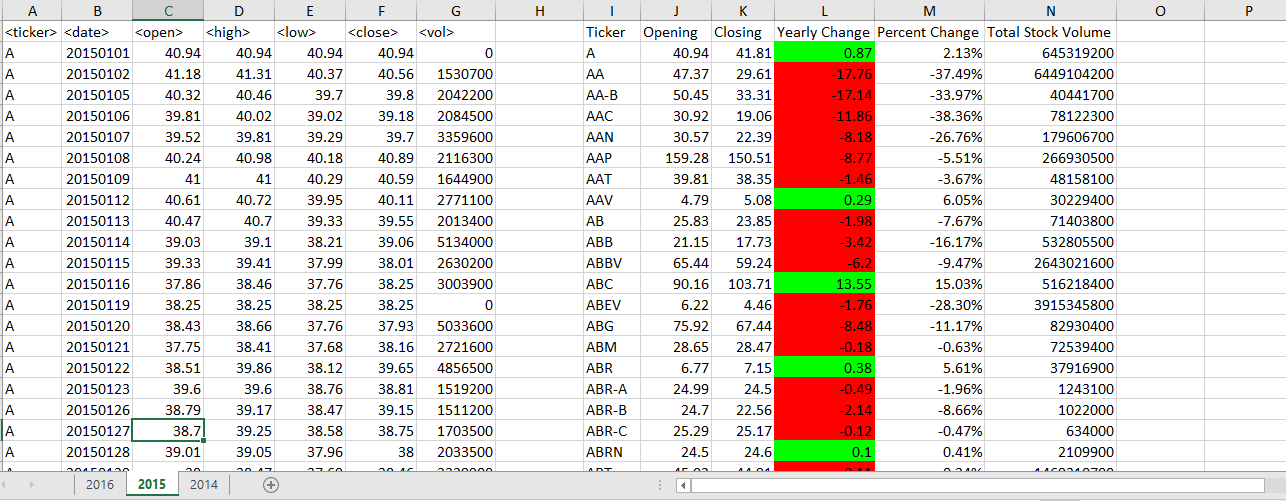 A B C D E F G H I J K L M N O P
<ticker> <date> <open> <high> <low> <close> <vol> Ticker Opening Closing Yearly Change Percent Change Total Stock Volume
A 20150101 40.94 40.94 40.94 40.94 0 A 40.94 41.81 0.87 2.13% 645319200
A 20150102 41.18 41.31 40.37 40.56 1530700 AA 47.37 29.61 -17.76 -37.49% 6449104200
A 20150105 40.32 40.46 39.7 39.8 2042200 AA-B 50.45 33.31 -17.14 -33.97% 40441700
A 20150106 39.81 40.02 39.02 39.18 2084500 AAC 30.92 19.06 -11.86 -38.36% 78122300
A 20150107 39.52 39.81 39.29 39.7 3359600 AAN 30.57 22.39 -8.18 -26.76% 179606700
A 20150108 40.24 40.98 40.18 40.89 2116300 AAP 159.28 150.51 -8.77 -5.51% 266930500
A 20150109 41 41 40.29 40.59 1644900 AAT 39.81 38.35 -1.46 -3.67% 48158100
A 20150112 40.61 40.72 39.95 40.11 2771100 AAV 4.79 5.08 0.29 6.05% 30229400
A 20150113 40.47 40.7 39.33 39.55 2013400 AB 25.83 23.85 -1.98 -7.67% 71403800
A 20150114 39.03 39.1 38.21 39.06 5134000 ABB 21.15 17.73 -3.42 -16.17% 532805500
A 20150115 39.33 39.41 37.99 38.01 2630200 ABBV 65.44 59.24 -6.2 -9.47% 2643021600
A 20150116 37.86 38.46 37.76 38.25 3003900 ABC 90.16 103.71 13.55 15.03% 516218400
A 20150119 38.25 38.25 38.25 38.25 0 ABEV 6.22 4.46 -1.76 -28.30% 3915345800
A 20150120 38.43 38.66 37.76 37.93 5033600 ABG 75.92 67.44 -8.48 -11.17% 82930400
A 20150121 37.75 38.41 37.68 38.16 2721600 ABM 28.65 28.47 -0.18 -0.63% 72539400
A 20150122 38.51 39.86 38.12 39.65 4856500 ABR 6.77 7.15 0.38 5.61% 37916900
A 20150123 39.6 39.6 38.76 38.81 1519200 ABR-A 24.99 24.5 -0.49 -1.96% 1243100
A 20150126 38.79 39.17 38.47 39.15 1511200 ABR-B 24.7 22.56 -2.14 -8.66% 1022000
A 20150127 38.7 39.25 38.58 38.75 1703500 ABR-C 25.29 25.17 -0.12 -0.47% 634000
A 20150128 39.01 39.05 37.96 38 2033500 ABRN 24.5 24.6 0.1 0.41% 2109900
2016 2015 2014